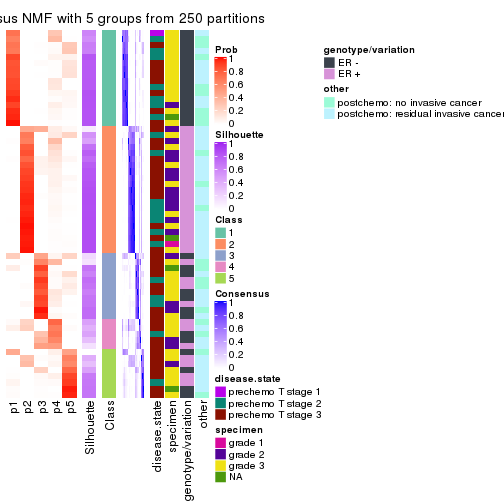 sus NMF with 5 groups from 250 partitions
Prob
1
0.8
0.6
0.4
0.2
0
Silhouette
1
0.8
0.6
0.4
0.2
0
Class
1
2
3
4
5
Consensus
1
0.8
0.6
0.4
0.2
0
disease.state
prechemo T stage 1
prechemo T stage 2
prechemo T stage 3
specimen
grade 1
grade 2
grade 3
NA
genotype/variation
ER -
ER +
other
postchemo: no invasive cancer
postchemo: residual invasive cancer
p1
p2
p3
p4
p5
Silhouette
Class
disease.state
specimen
genotype/variation
other